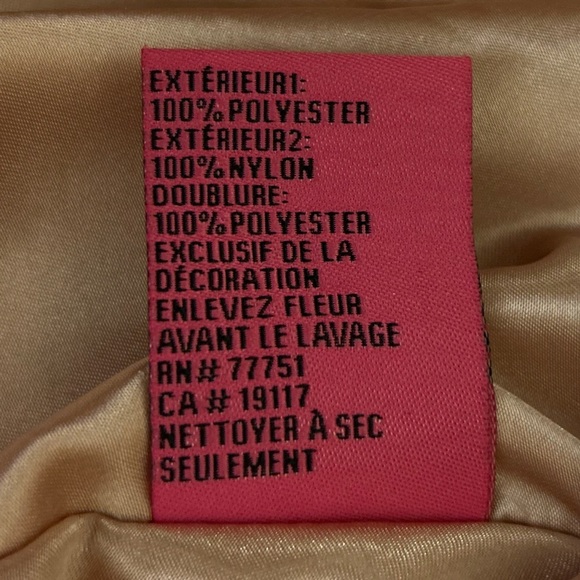 EXTÉRIEUR1:
100% POLYESTER
EXTÉRIEUR2:
100% NYLON
DOUBLURE:
100% POLYESTER
EXCLUSIF DE LA
DÉCORATION
ENLEVEZ FLEUR
AVANT LE LAVAGE
RN# 77751
CA # 19117
NETTOYER À SEC
SEULEMENT